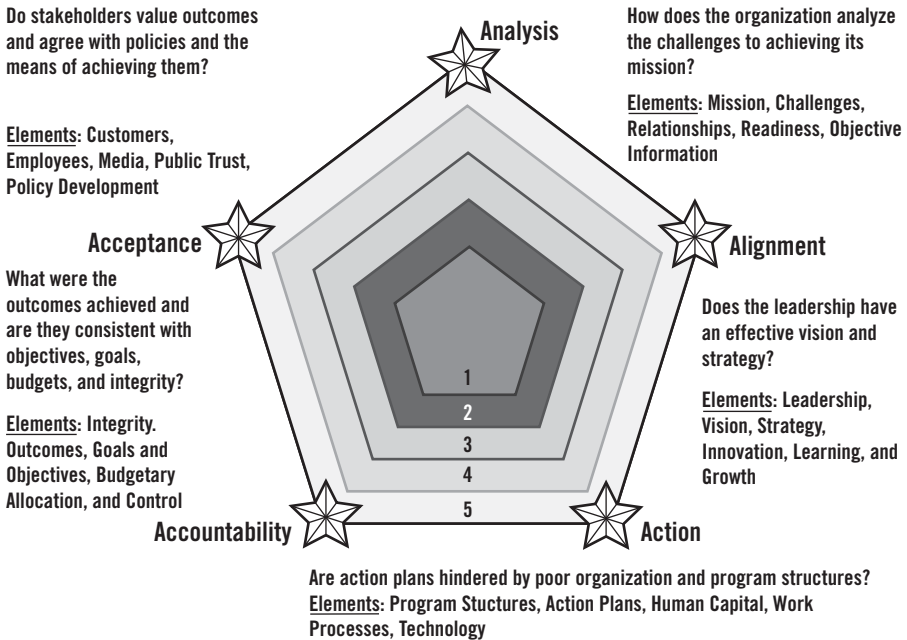 Analysis
How does the organization analyze
the challenges to achieving its
mission?
Elements: Mission, Challenges,
Relationships, Readiness, Objective
Information
Alignment
Does the leadership have
an effective vision and
strategy?
Elements: Leadership,
Vision, Strategy,
Innovation, Learning, and
Growth
Action
Are action plans hindered by poor organization and program structures?
Elements: Program Stuctures, Action Plans, Human Capital, Work
Processes, Technology
Accountability
What were the
outcomes achieved and
are they consistent with
objectives, goals,
budgets, and integrity?
Elements: Integrity.
Outcomes, Goals and
Objectives, Budgetary
Allocation, and Control
Acceptance
Do stakeholders value outcomes
and agree with policies and the
means of achieving them?
Elements: Customers,
Employees, Media, Public Trust,
Policy Development
1
2
3
4
5